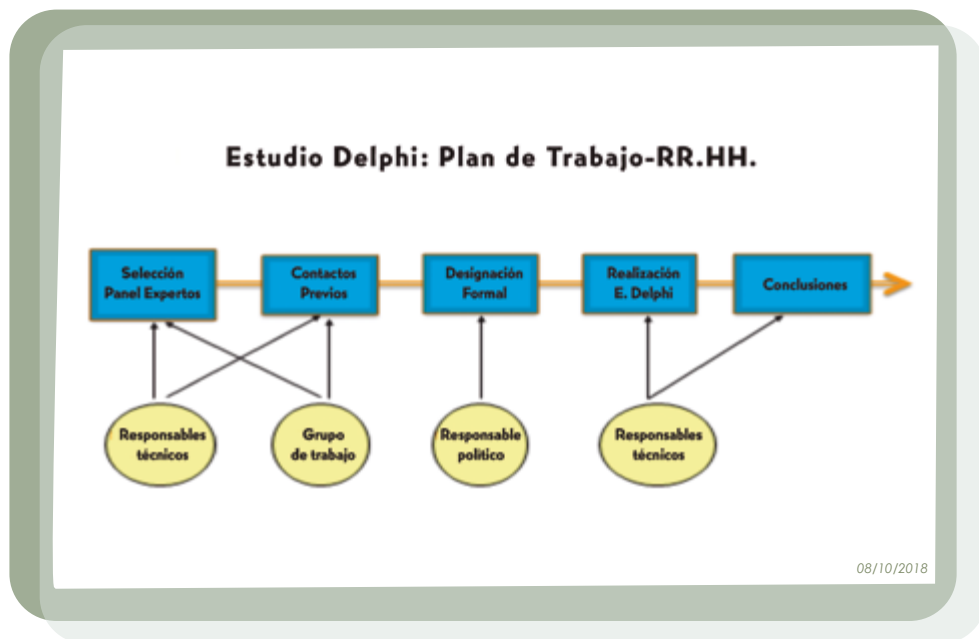 Estudio Delphi: Plan de Trabajo-RR.HH.
Selección
Panel Expertos
Contactos
Previos
Designación
Formal
Realización
E. Delphi
Conclusiones
Responsables
técnicos
Grupo
de trabajo
Responsable
político
Responsables
técnicos
08/10/2018